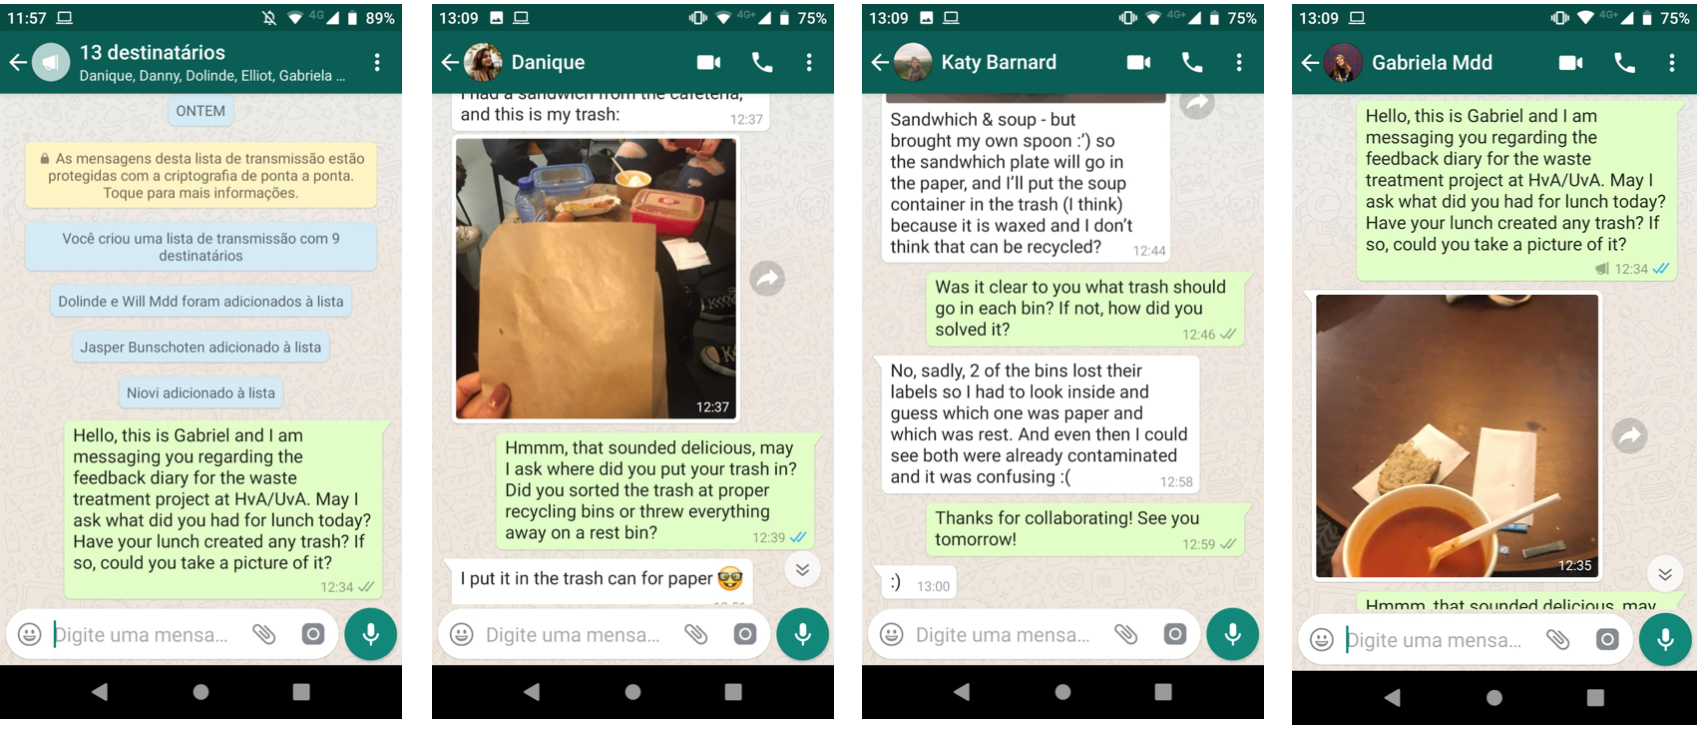 11:57
4G
89%
13 destinatários
Danique, Danny, Dolinde, Elliot, Gabriela ...
ONTEM
As mensagens desta lista de transmissão estão
protegidas com a criptografia de ponta a ponta.
Toque para mais informações.
Você criou uma lista de transmissão com 9
destinatários
Dolinde e Will Mdd foram adicionados à lista
Jasper Bunschoten adicionado à lista
Niovi adicionado à lista
Hello, this is Gabriel and I am
messaging you regarding the
feedback diary for the waste
treatment project at HvA/UvA. May I
ask what did you had for lunch today?
Have your lunch created any trash? If
so, could you take a picture of it?
12:34
Digite uma mensa...
13:09
4G+
75%
Danique
I had a sandwich from the cafeteria,
and this is my trash:
12:37
12:37
Hmmm, that sounded delicious, may
I ask where did you put your trash in?
Did you sorted the trash at proper
recycling bins or threw everything
away on a rest bin?
12:39
I put it in the trash can for paper 🤓
Digite uma mensa...
13:09
4G+
75%
Katy Barnard
Sandwhich & soup - but
brought my own spoon :') so
the sandwhich plate will go in
the paper, and I'll put the soup
container in the trash (I think)
because it is waxed and I don't
think that can be recycled?
12:44
Was it clear to you what trash should
go in each bin? If not, how did you
solved it?
12:46
No, sadly, 2 of the bins lost their
labels so I had to look inside and
guess which one was paper and
which was rest. And even then I could
see both were already contaminated
and it was confusing :(
12:58
Thanks for collaborating! See you
tomorrow!
12:59
:)
13:00
Digite uma mensa...
13:09
4G+
75%
Gabriela Mdd
Hello, this is Gabriel and I am
messaging you regarding the
feedback diary for the waste
treatment project at HvA/UvA. May I
ask what did you had for lunch today?
Have your lunch created any trash? If
so, could you take a picture of it?
12:34
12:35
Hmmm, that sounded delicious, may
Digite uma mensa...